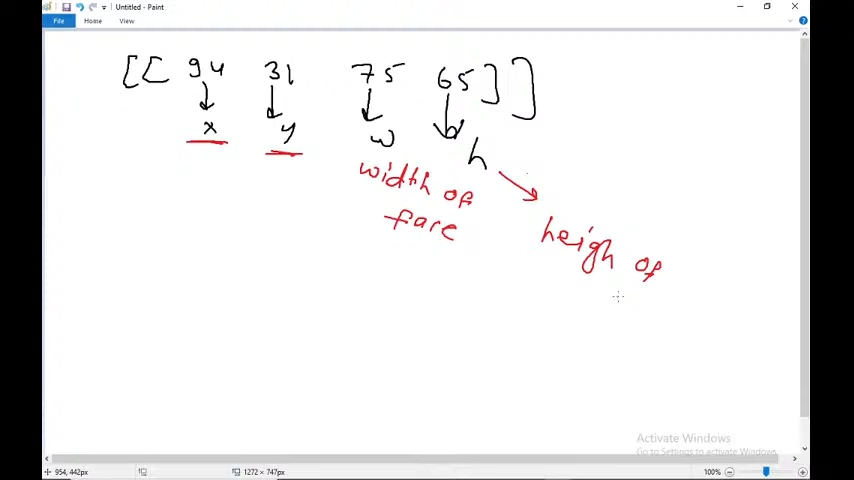 Untitled - Paint
File Home View
[[ 94 31 75 65]]
x y w h
width of
face
heigh of
Activate Windows
Go to Settings to activate Windows.
954, 442px 1272 × 747px 100%